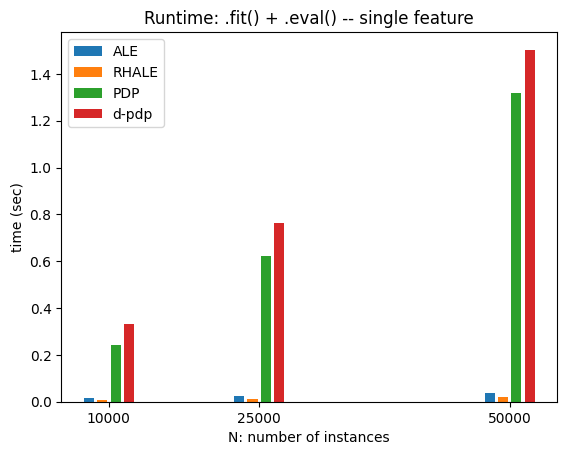 Runtime: .fit() + .eval() -- single feature
ALE
RHALE
PDP
d-pdp
time (sec)
1.4
1.2
1.0
0.8
0.6
0.4
0.2
0.0
10000
25000
50000
N: number of instances